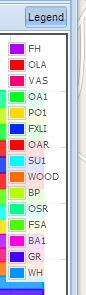 Legend
FH
OLA
VAS
OA1
PO1
FXLI
OAR
SU1
WOOD
BP
OSR
FSA
BA1
GR
WH